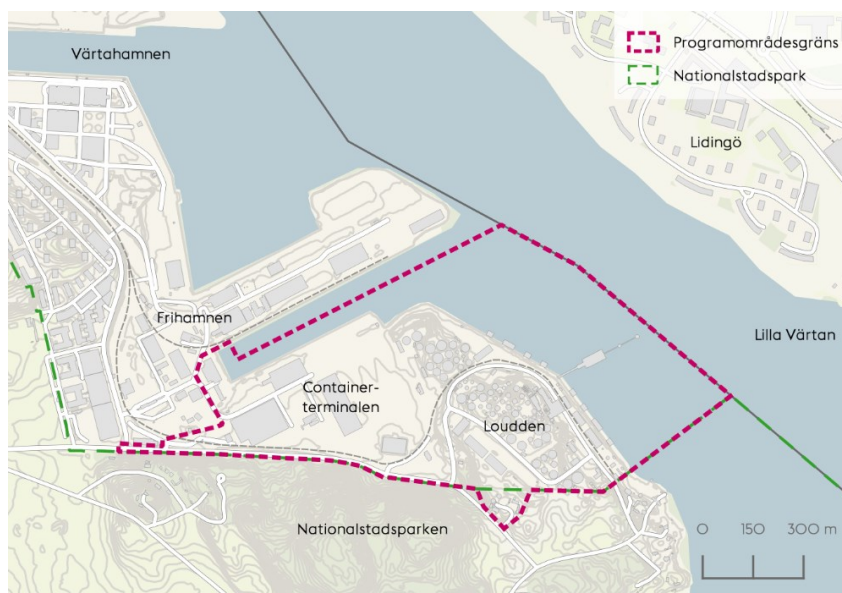 Värtahamnen
Programområdesgräns
Nationalstadspark
Lidingö
Frihamnen
Lilla Värtan
Container-
terminalen
Loudden
Nationalstadsparken
0 150 300 m